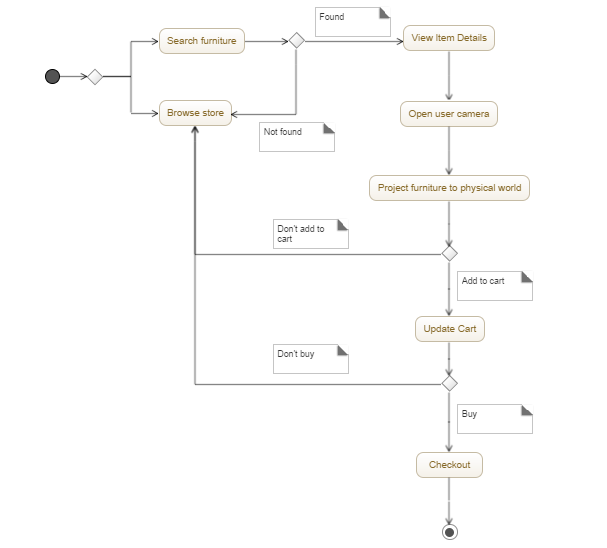 Found
Search furniture
View Item Details
Browse store
Open user camera
Not found
Project furniture to physical world
Don't add to
cart
Add to cart
Update Cart
Don't buy
Buy
Checkout